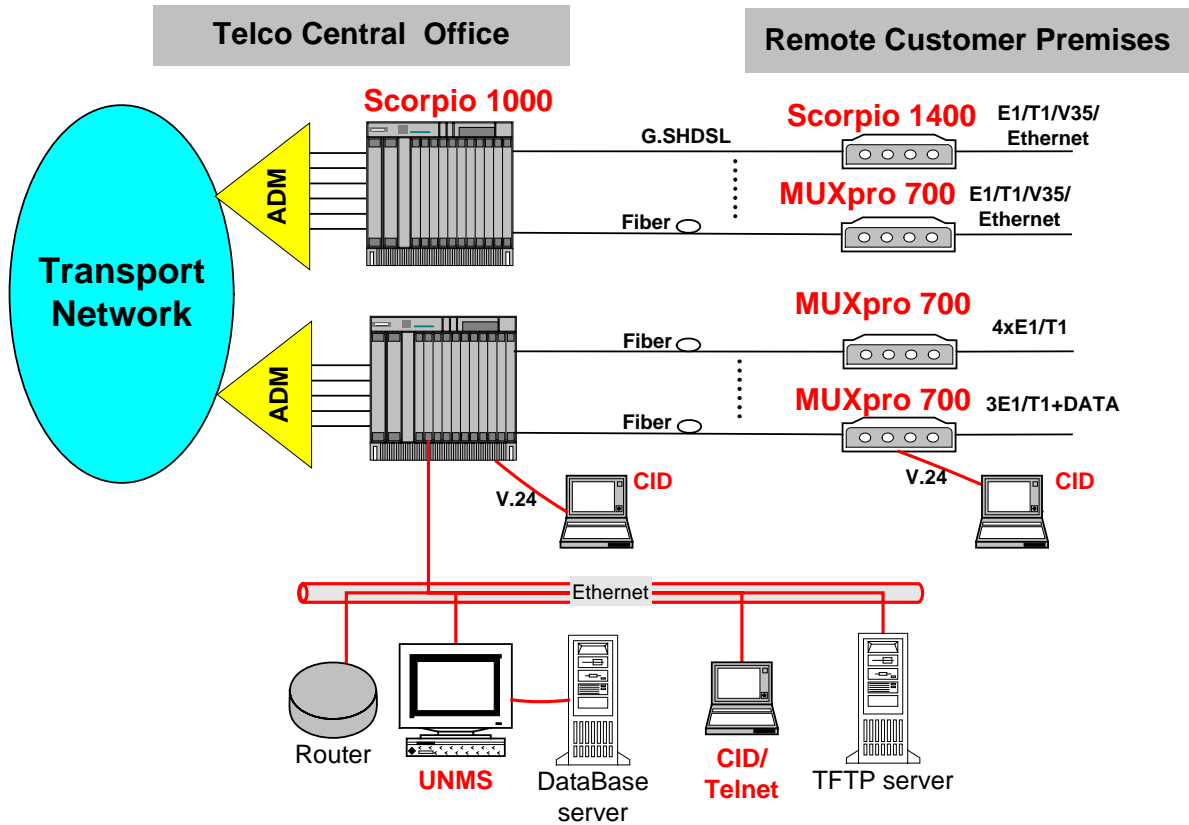 Telco Central Office
Remote Customer Premises
Scorpio 1000
Scorpio 1400
E1/T1/V35/
Ethernet
G.SHDSL
ADM
MUXpro 700
E1/T1/V35/
Ethernet
Fiber
Transport
Network
MUXpro 700
4xE1/T1
Fiber
ADM
MUXpro 700
3E1/T1+DATA
Fiber
V.24
CID
V.24
CID
Ethernet
Router
UNMS
DataBase
server
CID/
Telnet
TFTP server